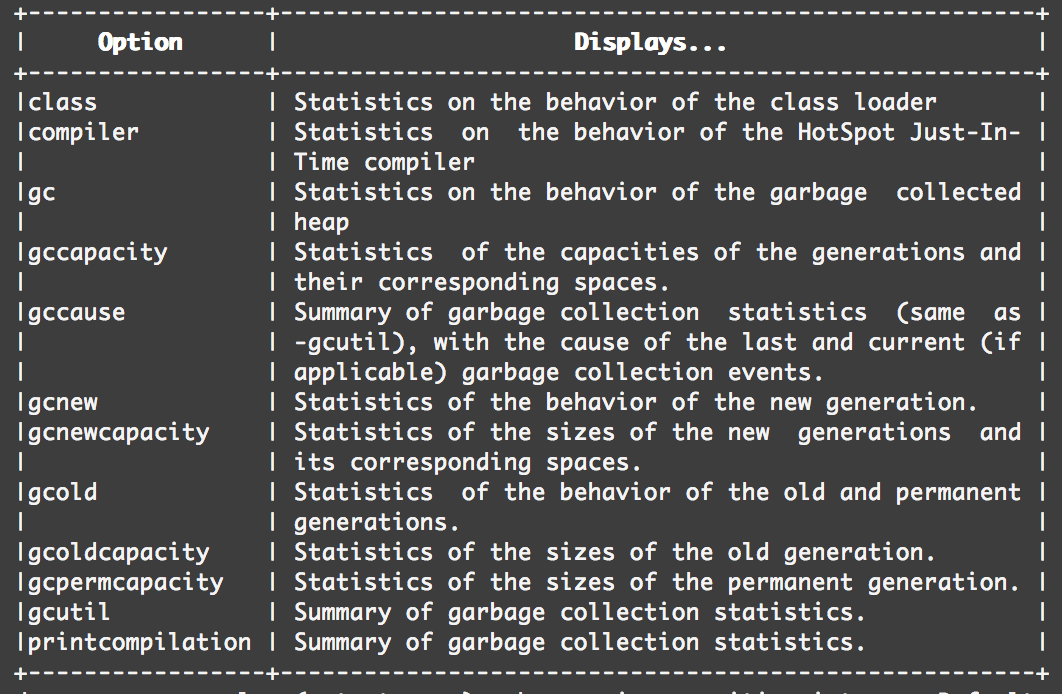 +-----------------+------------------------------------------------------+
|     Option      |                     Displays...                      |
+-----------------+------------------------------------------------------+
|class            | Statistics on the behavior of the class loader       |
|compiler         | Statistics  on  the behavior of the HotSpot Just-In- |
|                 | Time compiler                                        |
|gc               | Statistics on the behavior of the garbage  collected |
|                 | heap                                                 |
|gccapacity       | Statistics  of the capacities of the generations and |
|                 | their corresponding spaces.                          |
|gccause          | Summary of garbage collection  statistics  (same  as |
|                 | -gcutil), with the cause of the last and current (if |
|                 | applicable) garbage collection events.               |
|gcnew            | Statistics of the behavior of the new generation.    |
|gcnewcapacity    | Statistics of the sizes of the new  generations  and |
|                 | its corresponding spaces.                            |
|gcold            | Statistics  of the behavior of the old and permanent |
|                 | generations.                                         |
|gcoldcapacity    | Statistics of the sizes of the old generation.       |
|gcpermcapacity   | Statistics of the sizes of the permanent generation. |
|gcutil           | Summary of garbage collection statistics.            |
|printcompilation | Summary of garbage collection statistics.            |
+-----------------+------------------------------------------------------+